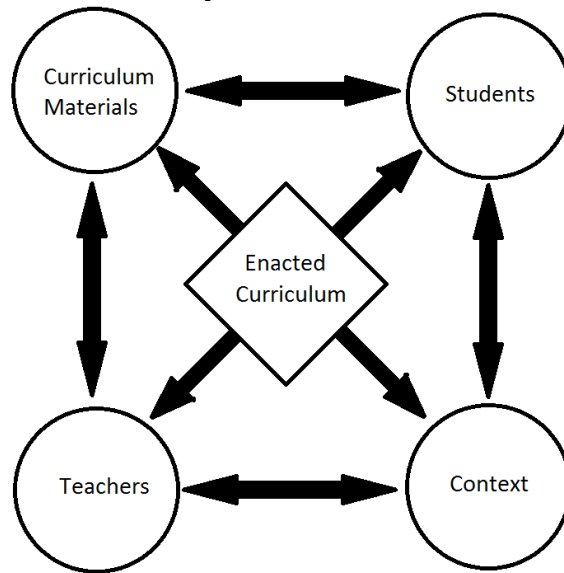 Curriculum
Materials
Students
Enacted
Curriculum
Teachers
Context